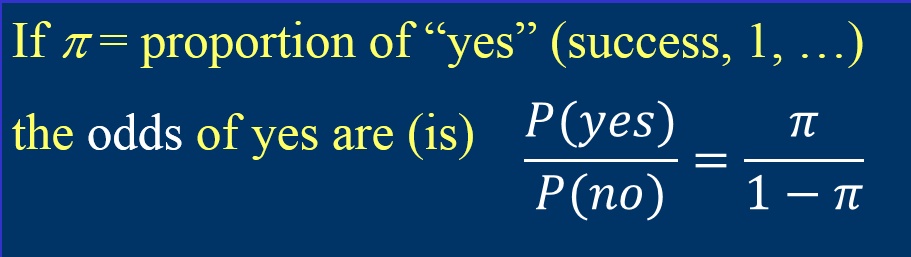 If π = proportion of “yes” (success, 1, …)
the odds of yes are (is) P(yes)/P(no) = π/(1 − π)